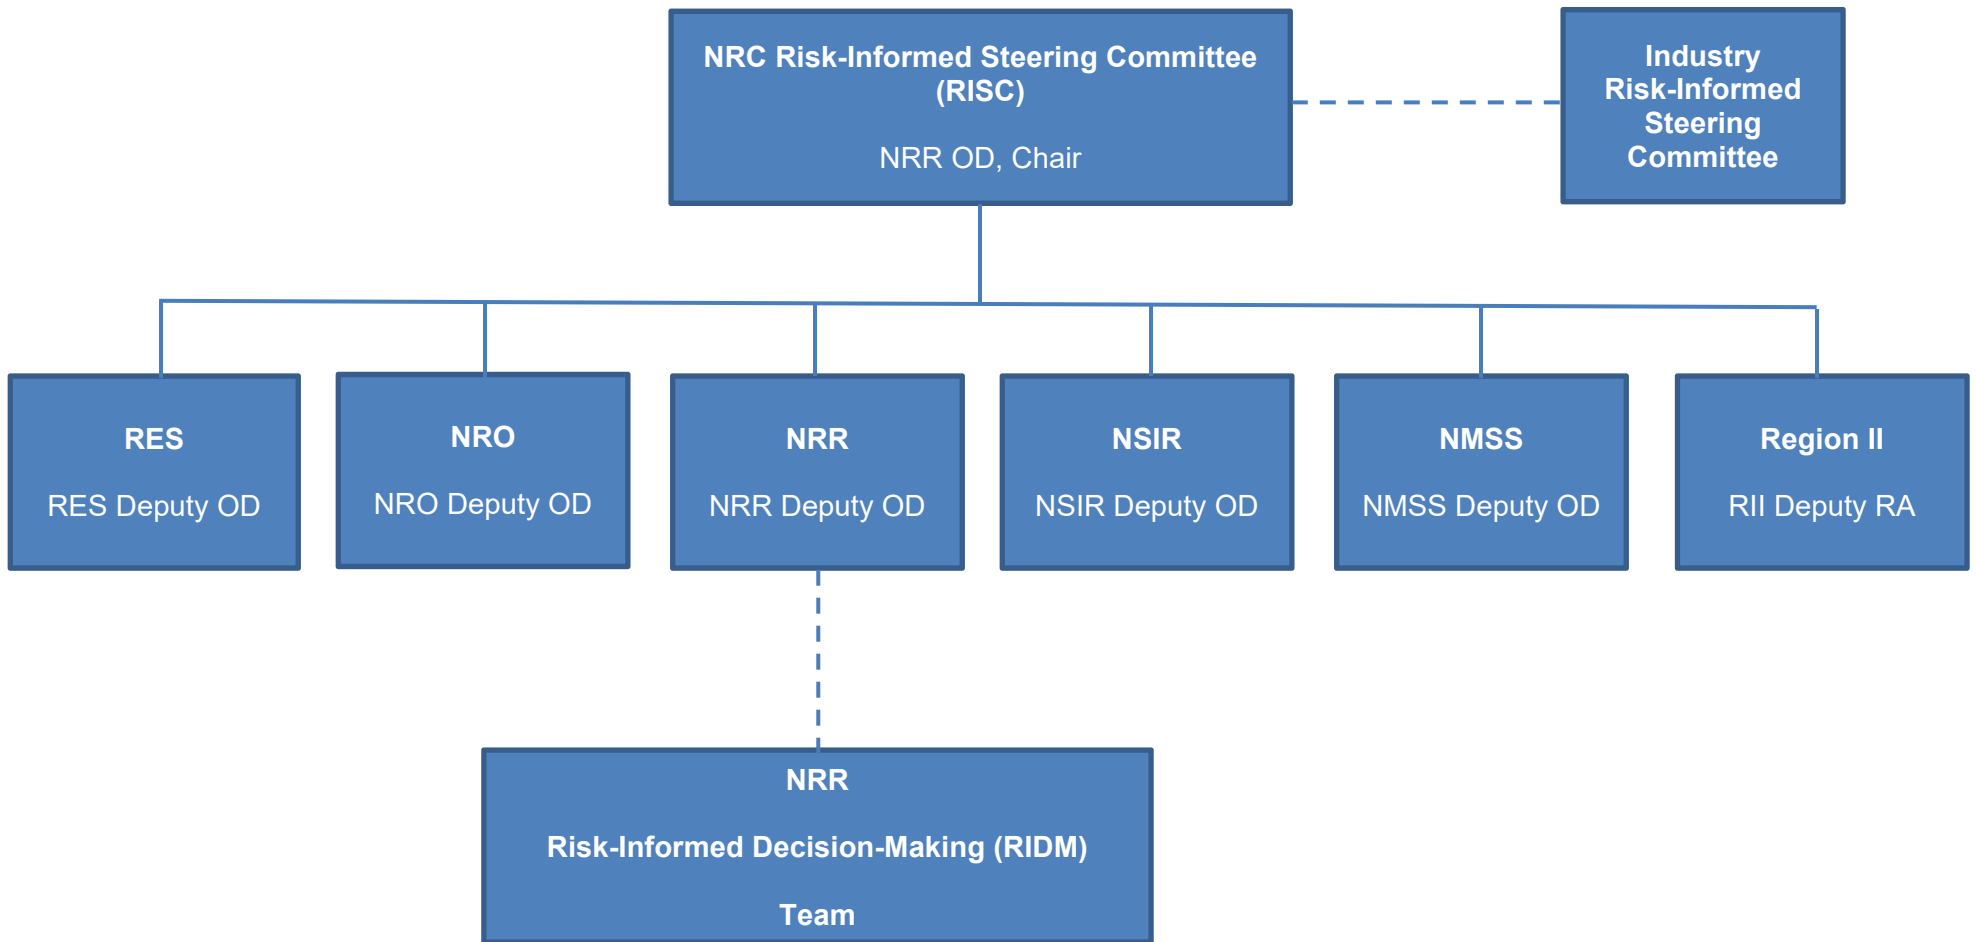 NRC Risk-Informed Steering Committee
(RISC)
NRR OD, Chair
Industry
Risk-Informed
Steering
Committee
RES
RES Deputy OD
NRO
NRO Deputy OD
NRR
NRR Deputy OD
NSIR
NSIR Deputy OD
NMSS
NMSS Deputy OD
Region II
RII Deputy RA
NRR
Risk-Informed Decision-Making (RIDM)
Team